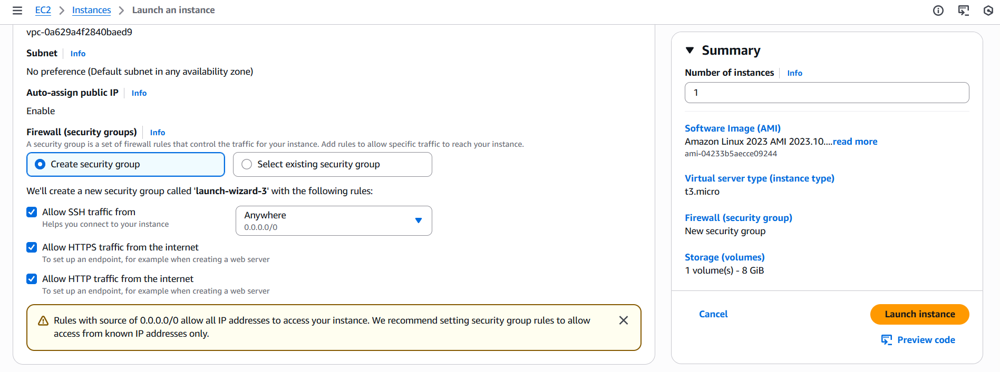 EC2 > Instances > Launch an instance
vpc-0a629a4f2840baed9
Subnet | Info
No preference (Default subnet in any availability zone)
Auto-assign public IP | Info
Enable
Firewall (security groups) | Info
A security group is a set of firewall rules that control the traffic for your instance. Add rules to allow specific traffic to reach your instance.
Create security group
Select existing security group
We'll create a new security group called 'launch-wizard-3' with the following rules:
Allow SSH traffic from
Helps you connect to your instance
Anywhere
0.0.0.0/0
Allow HTTPS traffic from the internet
To set up an endpoint, for example when creating a web server
Allow HTTP traffic from the internet
To set up an endpoint, for example when creating a web server
Rules with source of 0.0.0.0/0 allow all IP addresses to access your instance. We recommend setting security group rules to allow
access from known IP addresses only.
Summary
Number of instances | Info
1
Software Image (AMI)
Amazon Linux 2023 AMI 2023.10....read more
ami-04233b5aecce09244
Virtual server type (instance type)
t3.micro
Firewall (security group)
New security group
Storage (volumes)
1 volume(s) - 8 GiB
Cancel
Launch instance
Preview code